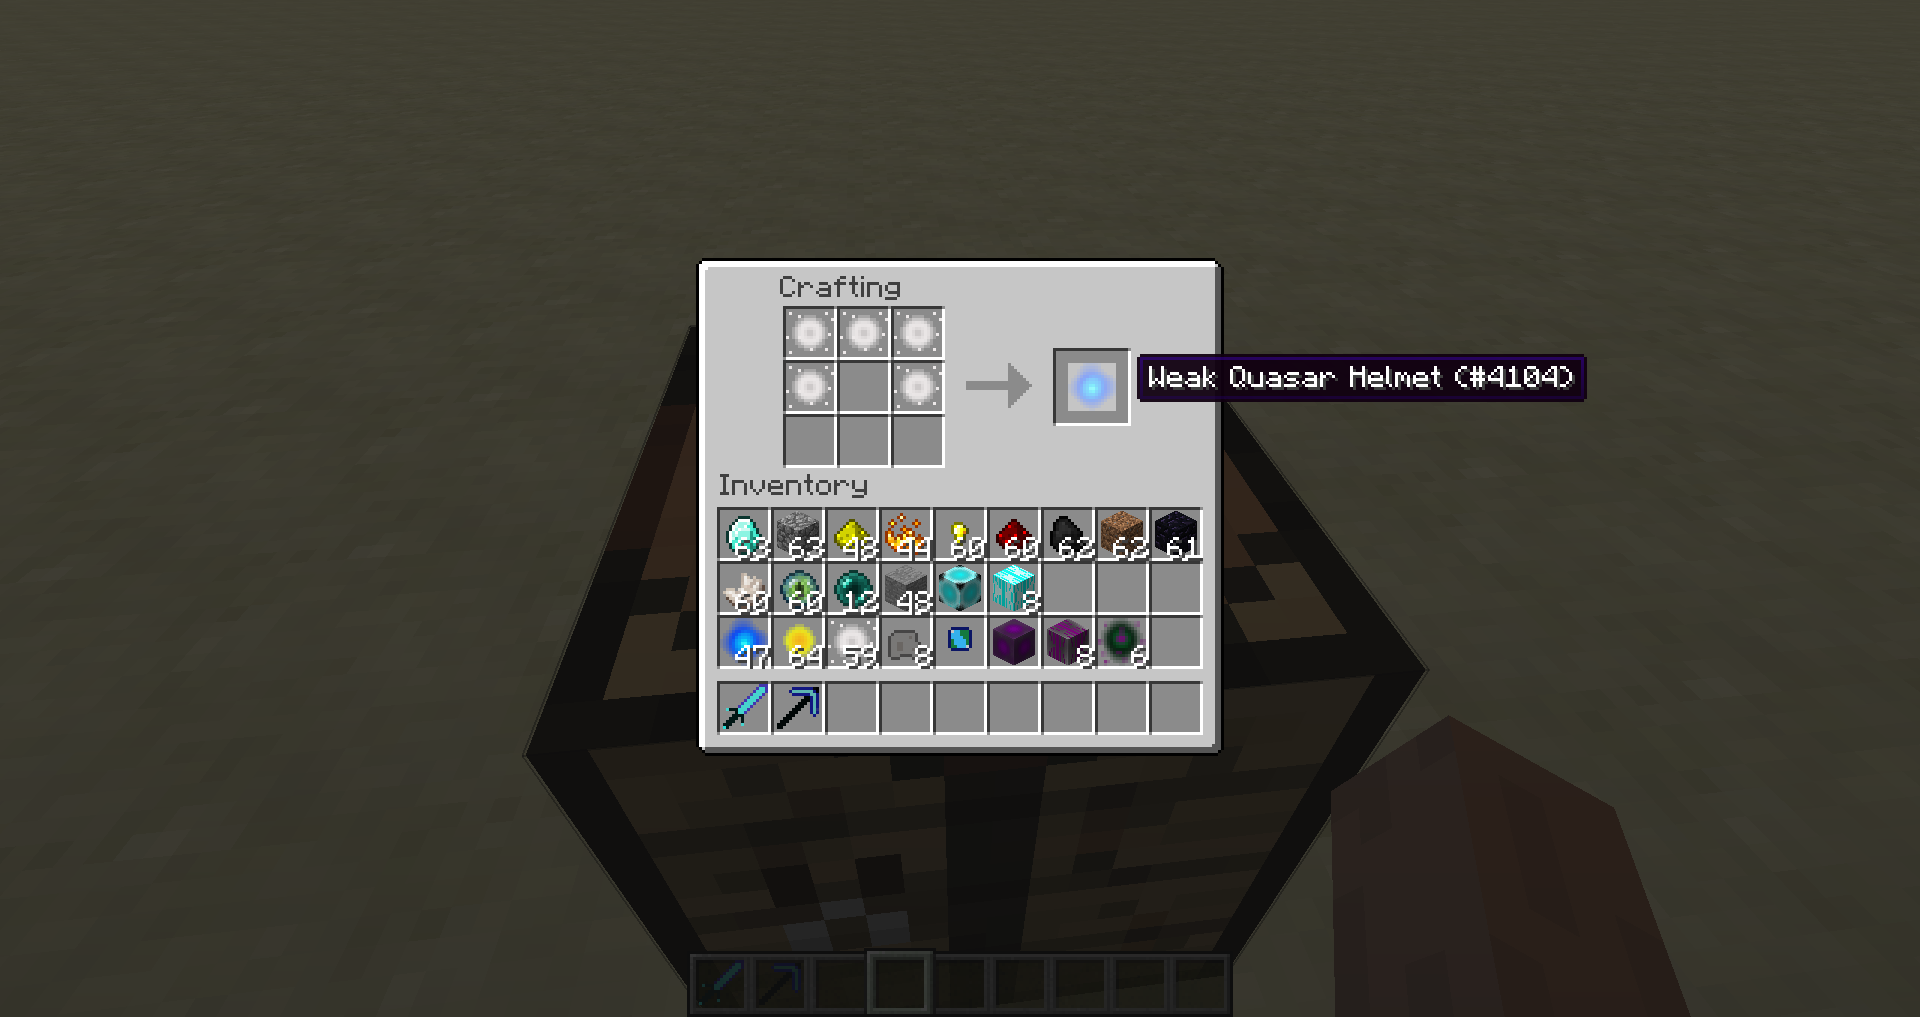 Crafting
Weak Quasar Helmet (#4104)
Inventory
63 63 48 44 60 60 62 62 61
60 60 12 48 8
47 64 59 8 8 6